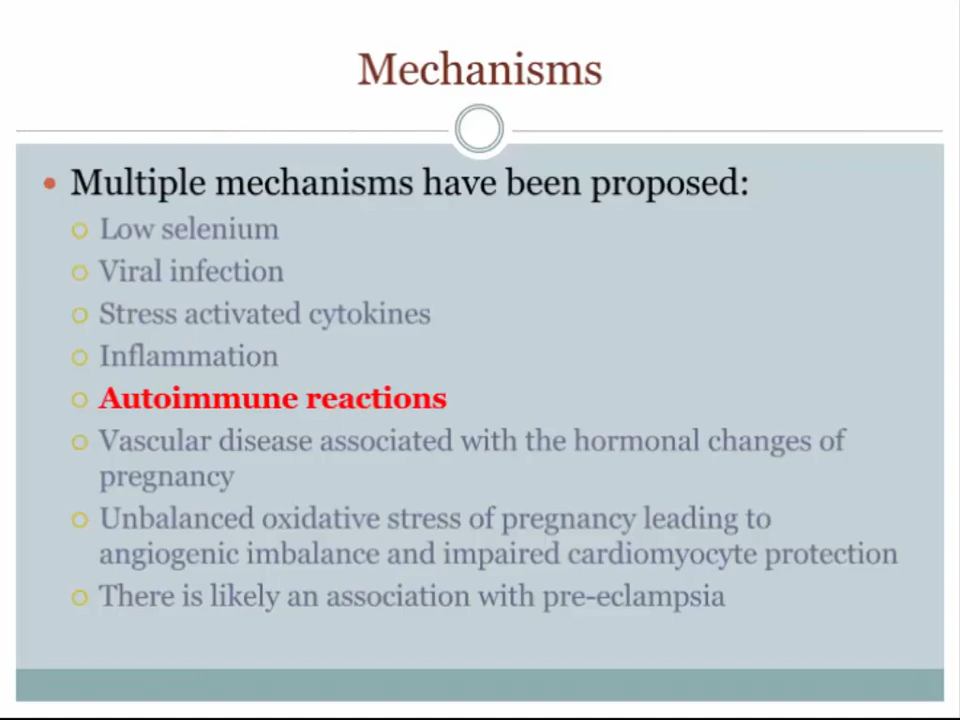 Mechanisms
Multiple mechanisms have been proposed:
Low selenium
Viral infection
Stress activated cytokines
Inflammation
Autoimmune reactions
Vascular disease associated with the hormonal changes of
pregnancy
Unbalanced oxidative stress of pregnancy leading to
angiogenic imbalance and impaired cardiomyocyte protection
There is likely an association with pre-eclampsia